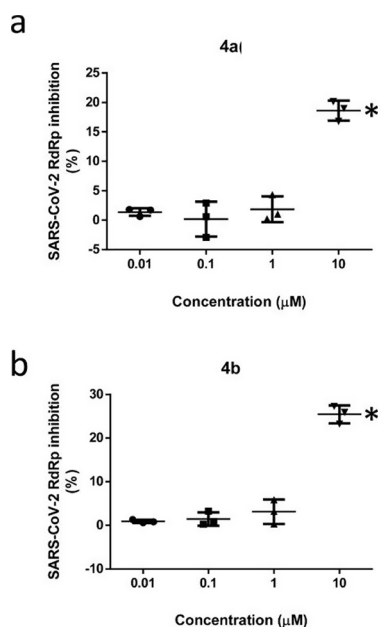 a
4a(
SARS-CoV-2 RdRp inhibition
(%)
25
20
15
10
5
0
-5
*
0.01 0.1 1 10
Concentration (μM)
b
4b
SARS-CoV-2 RdRp inhibition
(%)
30
20
10
0
-10
*
0.01 0.1 1 10
Concentration (μM)